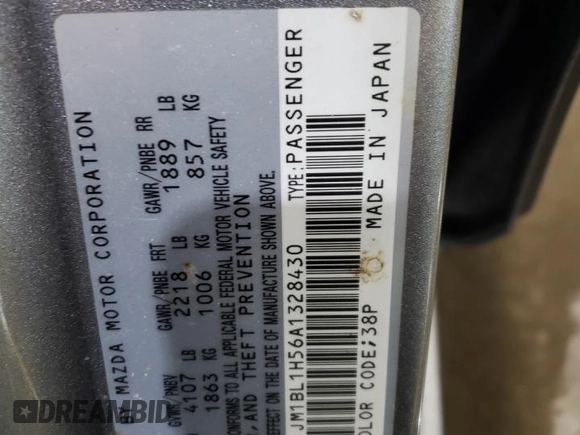 BY MAZDA MOTOR CORPORATION
GVWR/PNBV GAWR/PNBE FRT GAWR/PNBE RR
4107 LB 2218 LB 1889 LB
1863 KG 1006 KG 857 KG
CONFORMS TO ALL APPLICABLE FEDERAL MOTOR VEHICLE SAFETY
, AND THEFT PREVENTION
EFFECT ON THE DATE OF MANUFACTURE SHOWN ABOVE.
JM1BL1H56A1328430 TYPE:PASSENGER
COLOR CODE;38P MADE IN JAPAN
DREAMBID